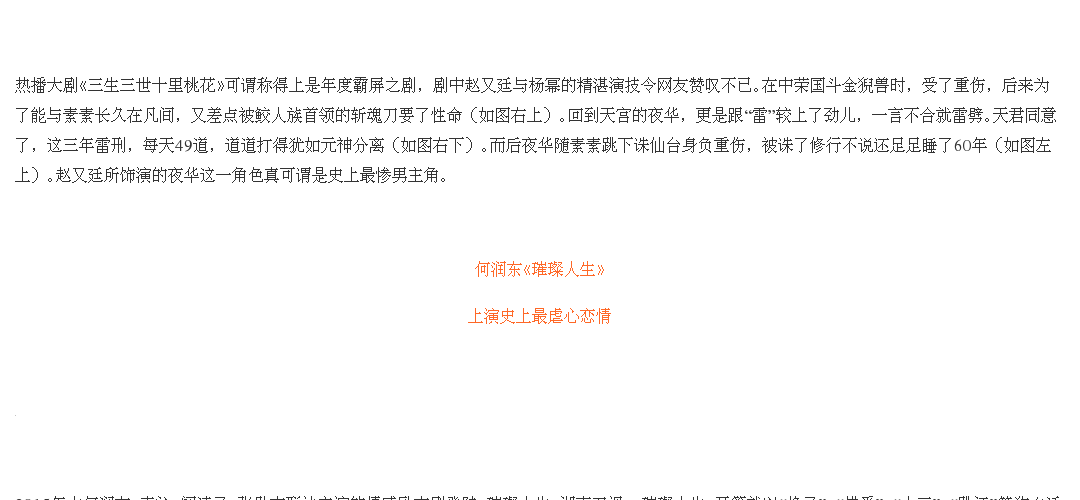 热播大剧《三生三世十里桃花》可谓称得上是年度霸屏之剧，剧中赵又廷与杨幂的精湛演技令网友赞叹不已。在中荣国斗金猊兽时，受了重伤，后来为
了能与素素长久在凡间，又差点被鲛人族首领的斩魂刀要了性命（如图右上）。回到天宫的夜华，更是跟“雷”较上了劲儿，一言不合就雷劈。天君同意
了，这三年雷刑，每天49道，道道打得犹如元神分离（如图右下）。而后夜华随素素跳下诛仙台身负重伤，被诛了修行不说还足足睡了60年（如图左
上）。赵又廷所饰演的夜华这一角色真可谓是史上最惨男主角。
何润东《璀璨人生》
上演史上最虐心恋情